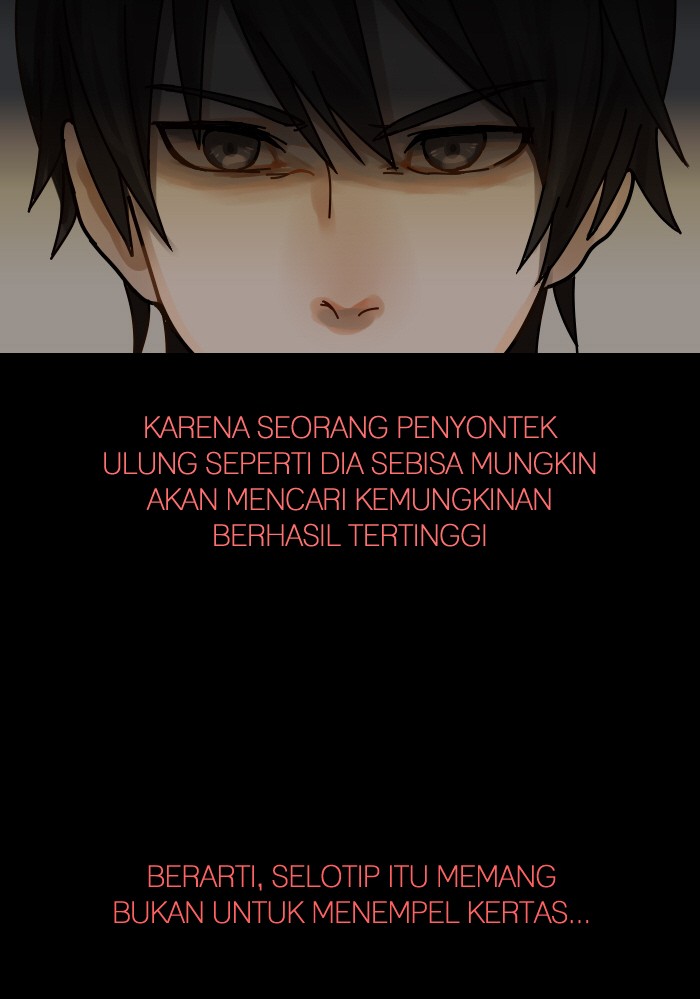 KARENA SEORANG PENYONTEK
ULUNG SEPERTI DIA SEBISA MUNGKIN
AKAN MENCARI KEMUNGKINAN
BERHASIL TERTINGGI
BERARTI, SELOTIP ITU MEMANG
BUKAN UNTUK MENEMPEL KERTAS...